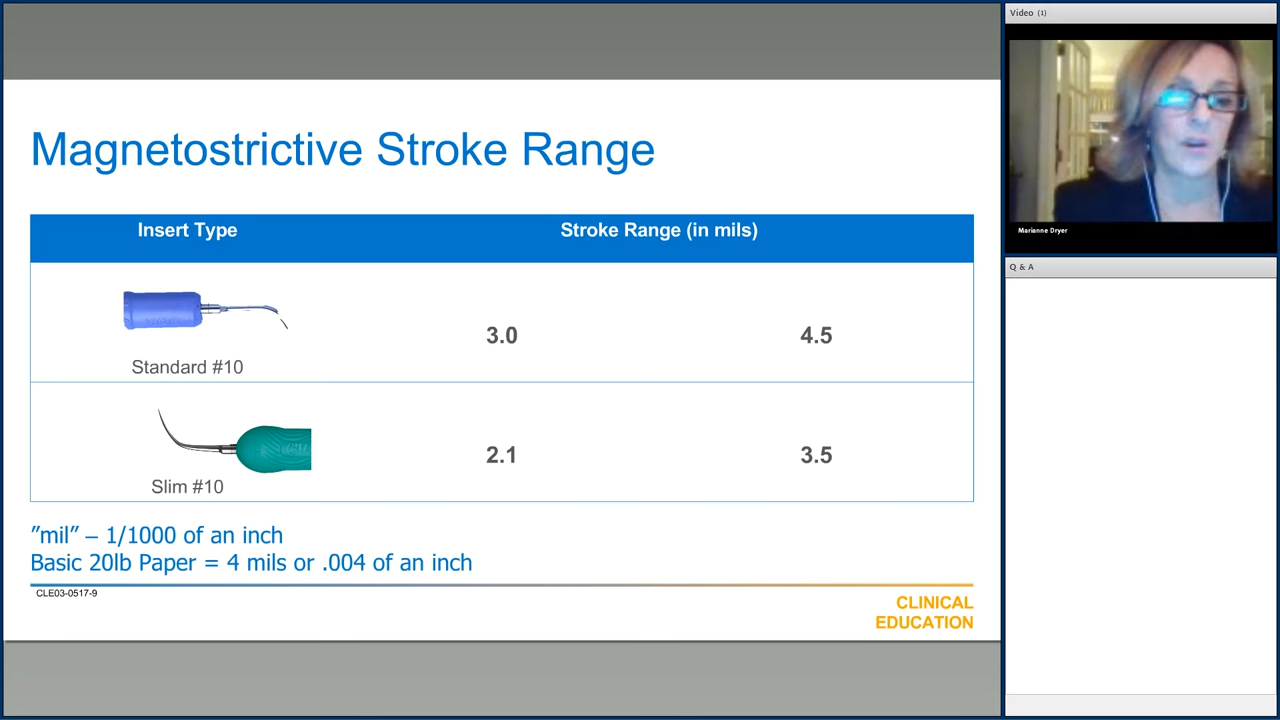 Magnetostrictive Stroke Range
Insert Type Stroke Range (in mils)
3.0 4.5
Standard #10
2.1 3.5
Slim #10
”mil” – 1/1000 of an inch
Basic 20lb Paper = 4 mils or .004 of an inch
CLE03-0517-9
CLINICAL
EDUCATION
Video (1)
Marianne Dryer
Q & A